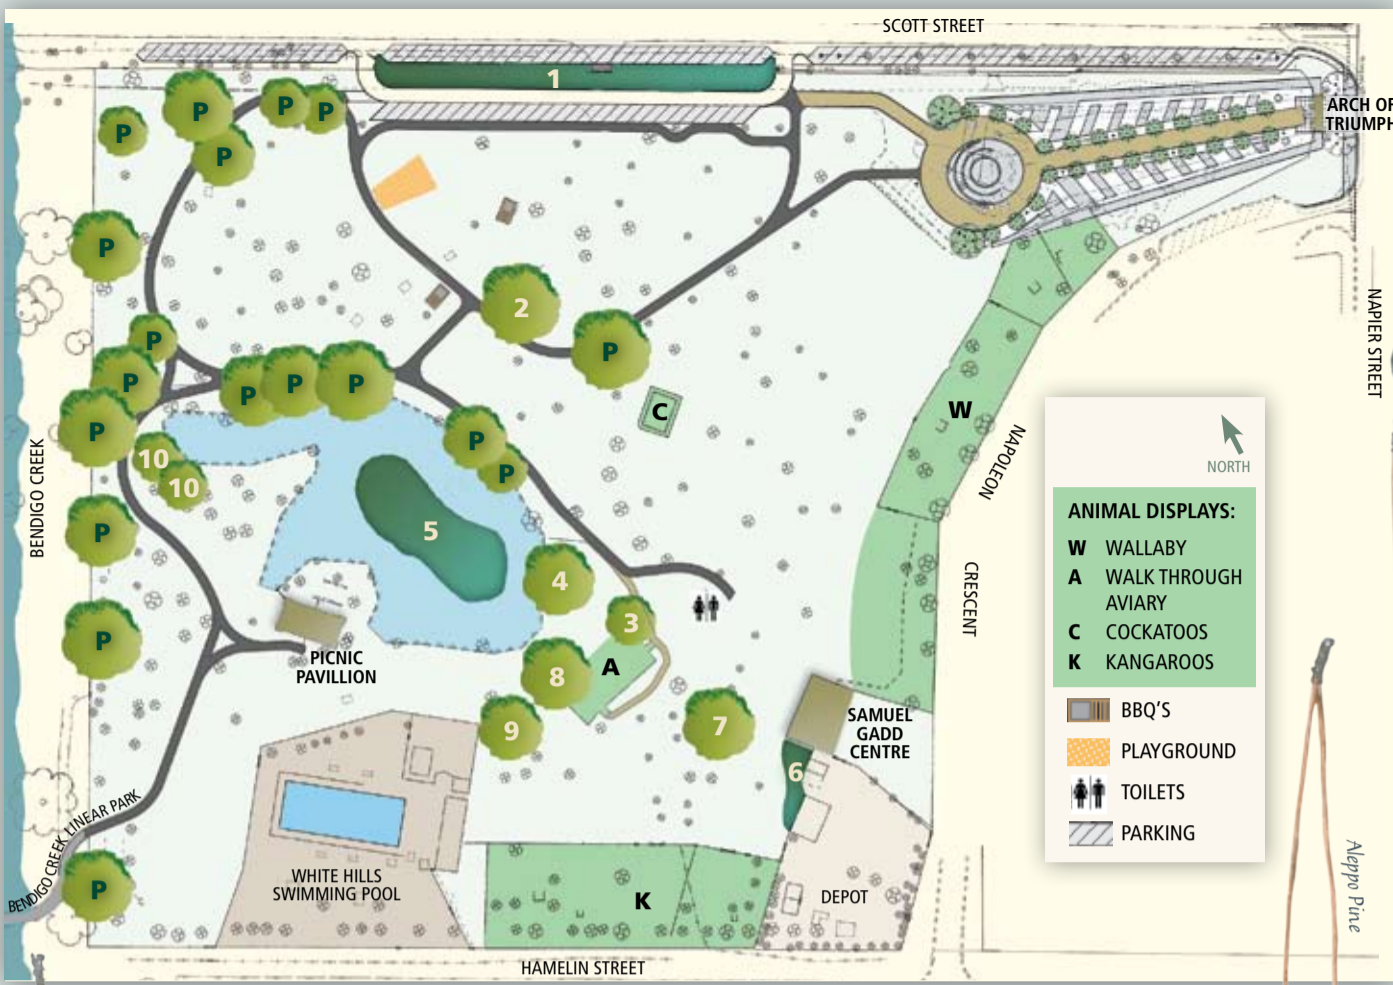 SCOTT STREET
1
ARCH OF
TRIUMPH
P
P
P
P
P
P
2
P
P
P
P
P
P
P
C
W
NAPIER STREET
NAPOLEON
CRESCENT
BENDIGO CREEK
P
P
P
10
10
5
P
4
3
P
A
8
9
7
6
PICNIC
PAVILLION
SAMUEL
GADD
CENTRE
BENDIGO CREEK LINEAR PARK
P
WHITE HILLS
SWIMMING POOL
K
DEPOT
HAMELIN STREET
NORTH
ANIMAL DISPLAYS:
W WALLABY
A WALK THROUGH
AVIARY
C COCKATOOS
K KANGAROOS
BBQ'S
PLAYGROUND
TOILETS
PARKING
Aleppo Pine